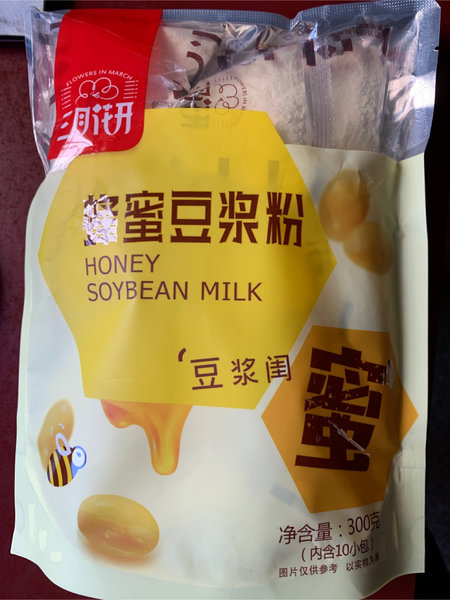 FLOWERS IN MARCH
三月花研
蜂蜜豆浆粉
HONEY
SOYBEAN MILK
‘豆浆闺
蜜
净含量：300克
（内含10小包）
图片仅供参考 以实物为准